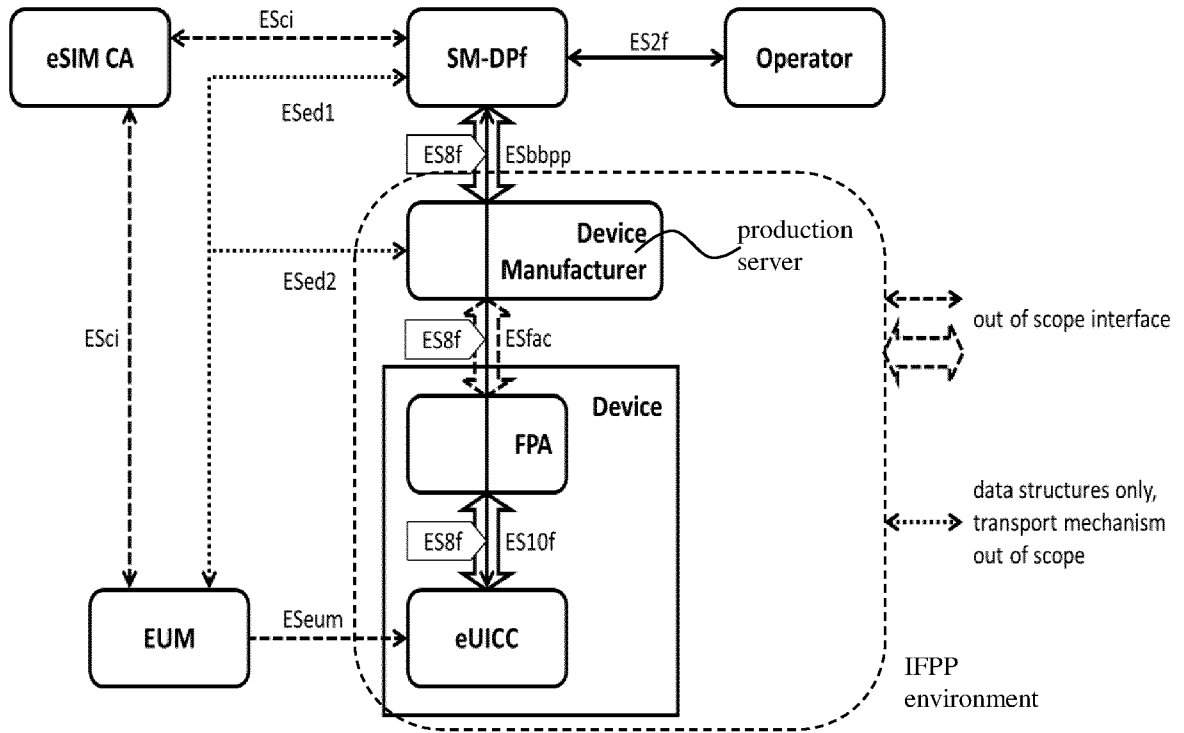 ESci
eSIM CA
SM-DPf
ES2f
Operator
ESed1
ES8f
ESbbpp
Device
Manufacturer
production
server
ESed2
ESci
ES8f
ESfac
out of scope interface
Device
FPA
data structures only,
transport mechanism
out of scope
ES8f
ES10f
EUM
ESeum
eUICC
IFPP
environment